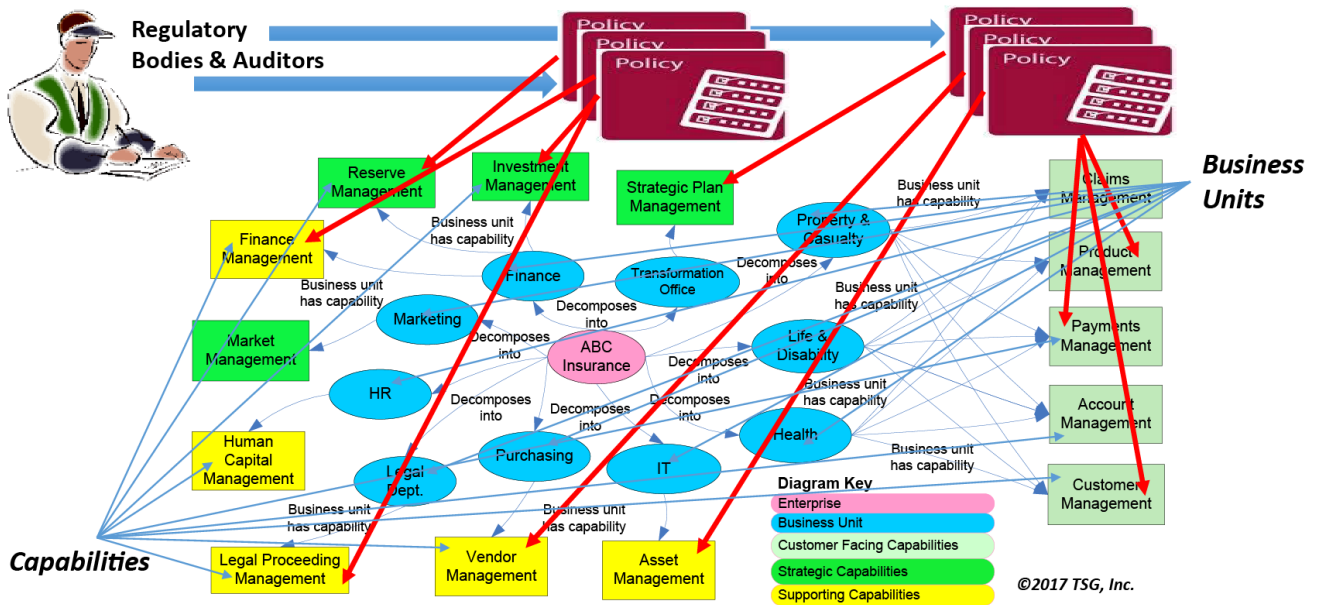 Regulatory
Bodies & Auditors
Policy
Policy
Policy
Policy
Policy
Policy
Business
Units
Reserve
Management
Investment
Management
Strategic Plan
Management
Claims
Management
Business unit
has capability
Property &
Casualty
Business unit
has capability
Finance
Management
Product
Management
Finance
Transformation
Office
Decomposes
into
Business unit
has capability
Business unit
has capability
Marketing
Decomposes
into
Payments
Management
Market
Management
Decomposes
into
ABC
Insurance
Life &
Disability
Decomposes
into
HR
Decomposes
into
Decomposes
into
Decomposes
into
Business unit
has capability
Account
Management
Human
Capital
Management
Purchasing
Health
Legal
Dept.
IT
Business unit
has capability
Customer
Management
Diagram Key
Enterprise
Business Unit
Customer Facing Capabilities
Strategic Capabilities
Supporting Capabilities
Business unit
has capability
Business unit
has capability
Capabilities
Legal Proceeding
Management
Vendor
Management
Asset
Management
©2017 TSG, Inc.